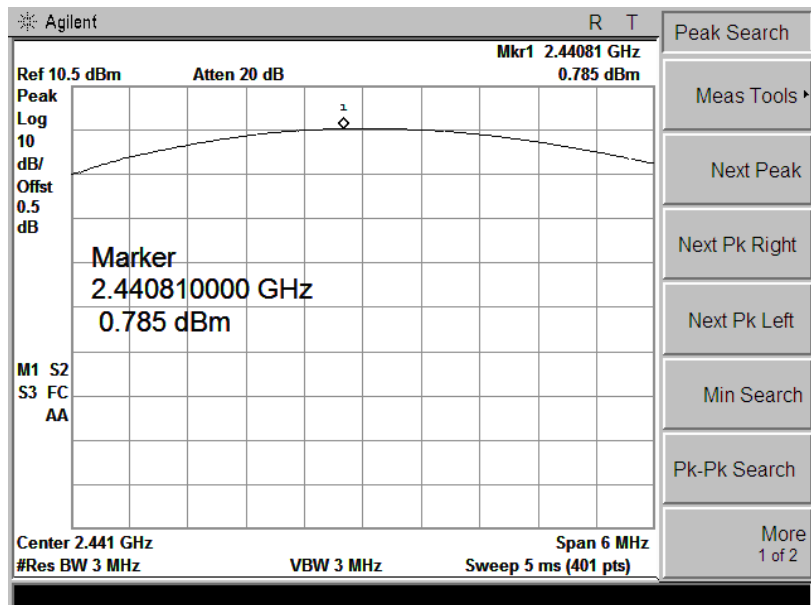 Agilent R T
Mkr1 2.44081 GHz
Ref 10.5 dBm Atten 20 dB 0.785 dBm
Peak
Log
10
dB/
Offst
0.5
dB
1
Marker
2.440810000 GHz
0.785 dBm
M1 S2
S3 FC
AA
Center 2.441 GHz Span 6 MHz
#Res BW 3 MHz VBW 3 MHz Sweep 5 ms (401 pts)
Peak Search
Meas Tools
Next Peak
Next Pk Right
Next Pk Left
Min Search
Pk-Pk Search
More
1 of 2